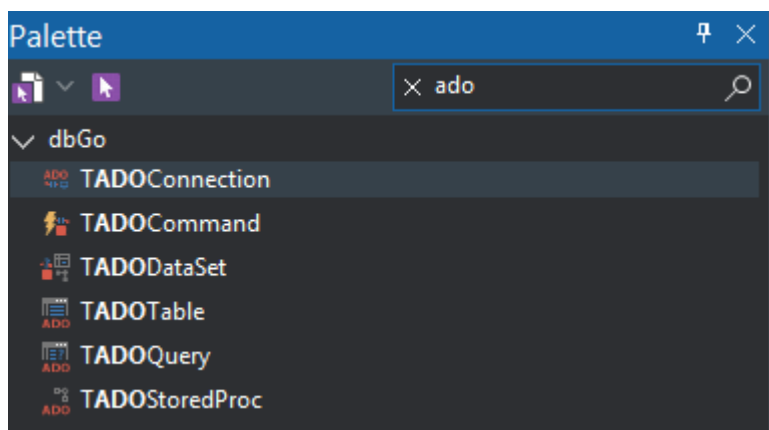 Palette
ado
dbGo
TADOConnection
TADOCommand
TADODataSet
TADOTable
TADOQuery
TADOStoredProc